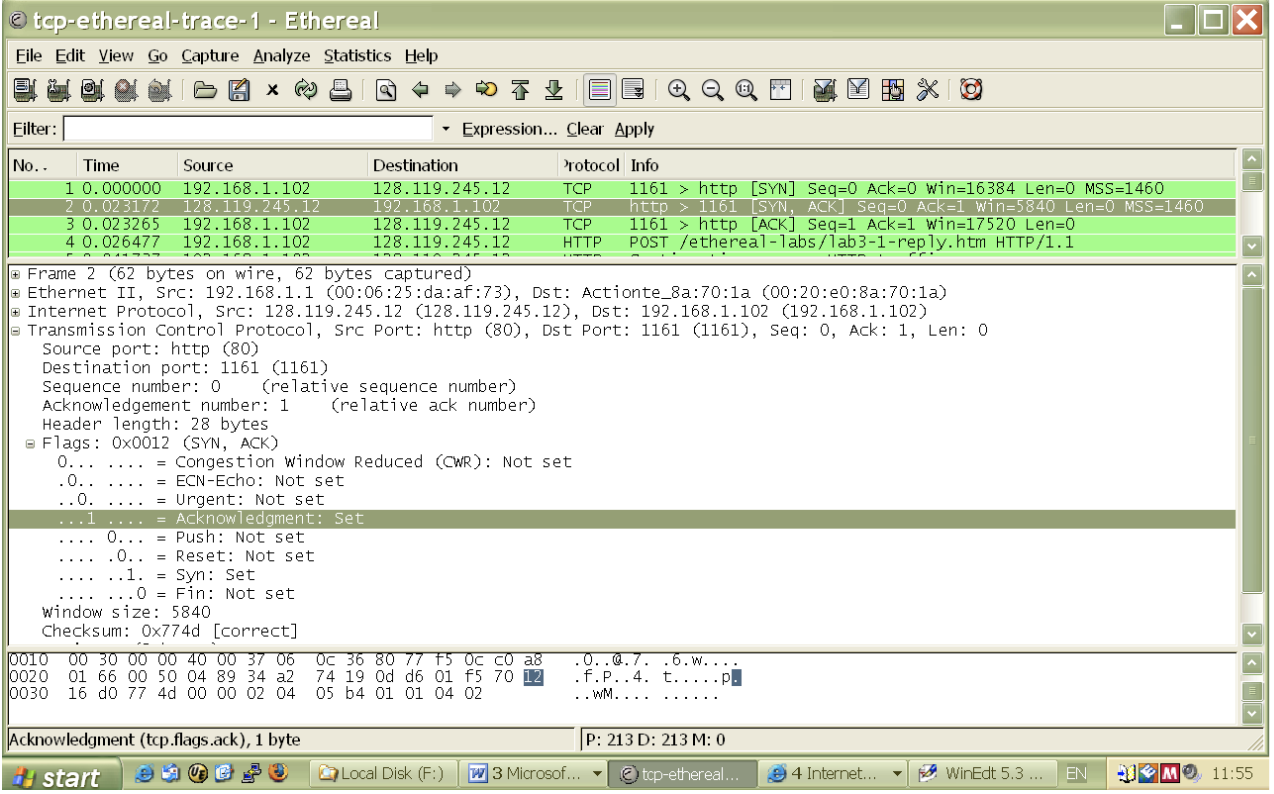 tcp-ethereal-trace-1 - Ethereal
File Edit View Go Capture Analyze Statistics Help
Filter: Expression... Clear Apply
No. . Time Source Destination Protocol Info
1 0.000000 192.168.1.102 128.119.245.12 TCP 1161 > http [SYN] Seq=0 Ack=0 Win=16384 Len=0 MSS=1460
2 0.023172 128.119.245.12 192.168.1.102 TCP http > 1161 [SYN, ACK] Seq=0 Ack=1 Win=5840 Len=0 MSS=1460
3 0.023265 192.168.1.102 128.119.245.12 TCP 1161 > http [ACK] Seq=1 Ack=1 Win=17520 Len=0
4 0.026477 192.168.1.102 128.119.245.12 HTTP POST /ethereal-labs/lab3-1-reply.htm HTTP/1.1
Frame 2 (62 bytes on wire, 62 bytes captured)
Ethernet II, Src: 192.168.1.1 (00:06:25:da:af:73), Dst: Actionte_8a:70:1a (00:20:e0:8a:70:1a)
Internet Protocol, Src: 128.119.245.12 (128.119.245.12), Dst: 192.168.1.102 (192.168.1.102)
Transmission Control Protocol, Src Port: http (80), Dst Port: 1161 (1161), Seq: 0, Ack: 1, Len: 0
Source port: http (80)
Destination port: 1161 (1161)
Sequence number: 0 (relative sequence number)
Acknowledgement number: 1 (relative ack number)
Header length: 28 bytes
Flags: 0x0012 (SYN, ACK)
0... .... = Congestion Window Reduced (CWR): Not set
.0.. .... = ECN-Echo: Not set
..0. .... = Urgent: Not set
...1 .... = Acknowledgment: Set
.... 0... = Push: Not set
.... .0.. = Reset: Not set
.... ..1. = Syn: Set
.... ...0 = Fin: Not set
Window size: 5840
Checksum: 0x774d [correct]
0010 00 30 00 00 40 00 37 06 0c 36 80 77 f5 0c c0 a8 .0..@.7. .6.w....
0020 01 66 00 50 04 89 34 a2 74 19 0d d6 01 f5 70 12 .f.P..4. t.....p.
0030 16 d0 77 4d 00 00 02 04 05 b4 01 01 04 02 ..wM.... ......
Acknowledgment (tcp.flags.ack), 1 byte P: 213 D: 213 M: 0
start Local Disk (F:) 3 Microsof... tcp-ethereal... 4 Internet... WinEdt 5.3 ... EN 11:55